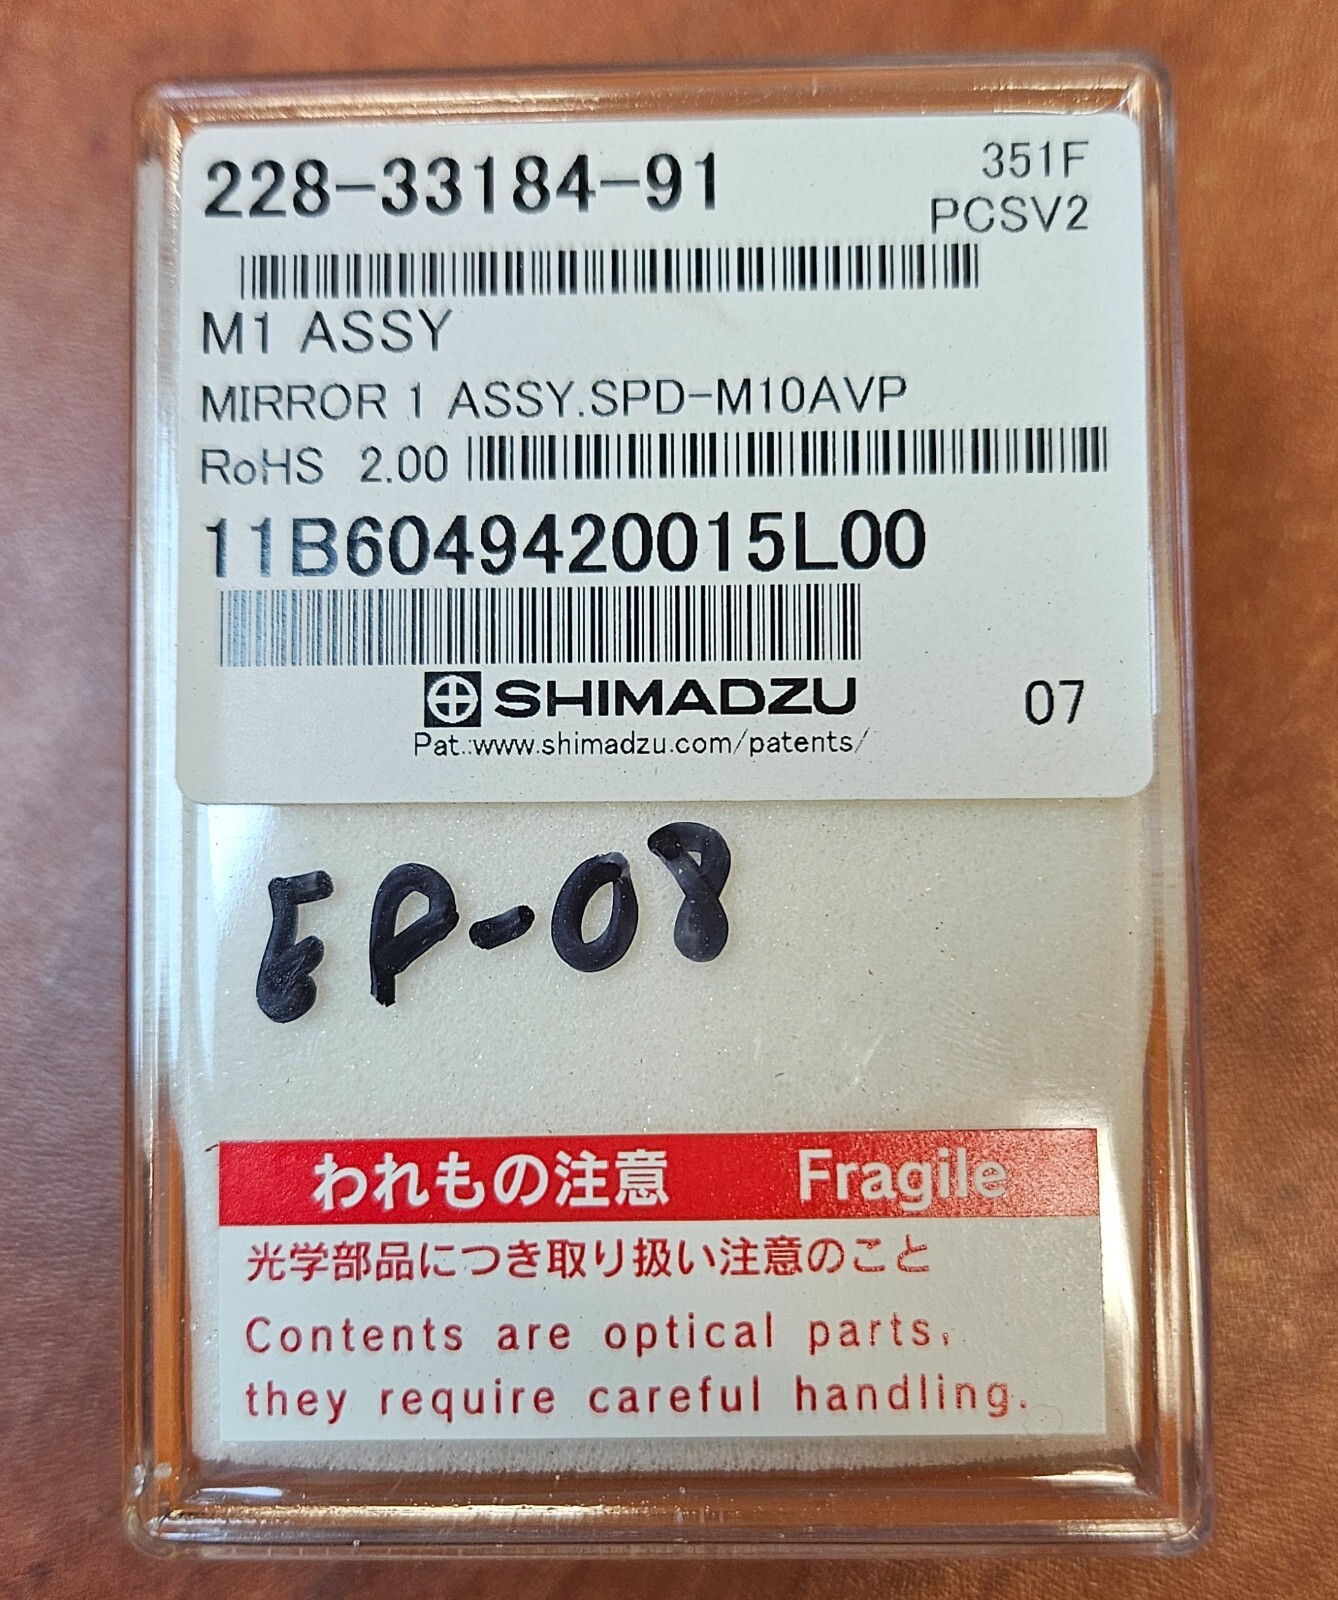 228-33184-91
351F
PCSV2
M1 ASSY
MIRROR 1 ASSY.SPD-M10AVP
RoHS 2.00
11B6049420015L00
SHIMADZU
07
Pat.:www.shimadzu.com/patents/
EP-08
われもの注意 Fragile
光学部品につき取り扱い注意のこと
Contents are optical parts,
they require careful handling.